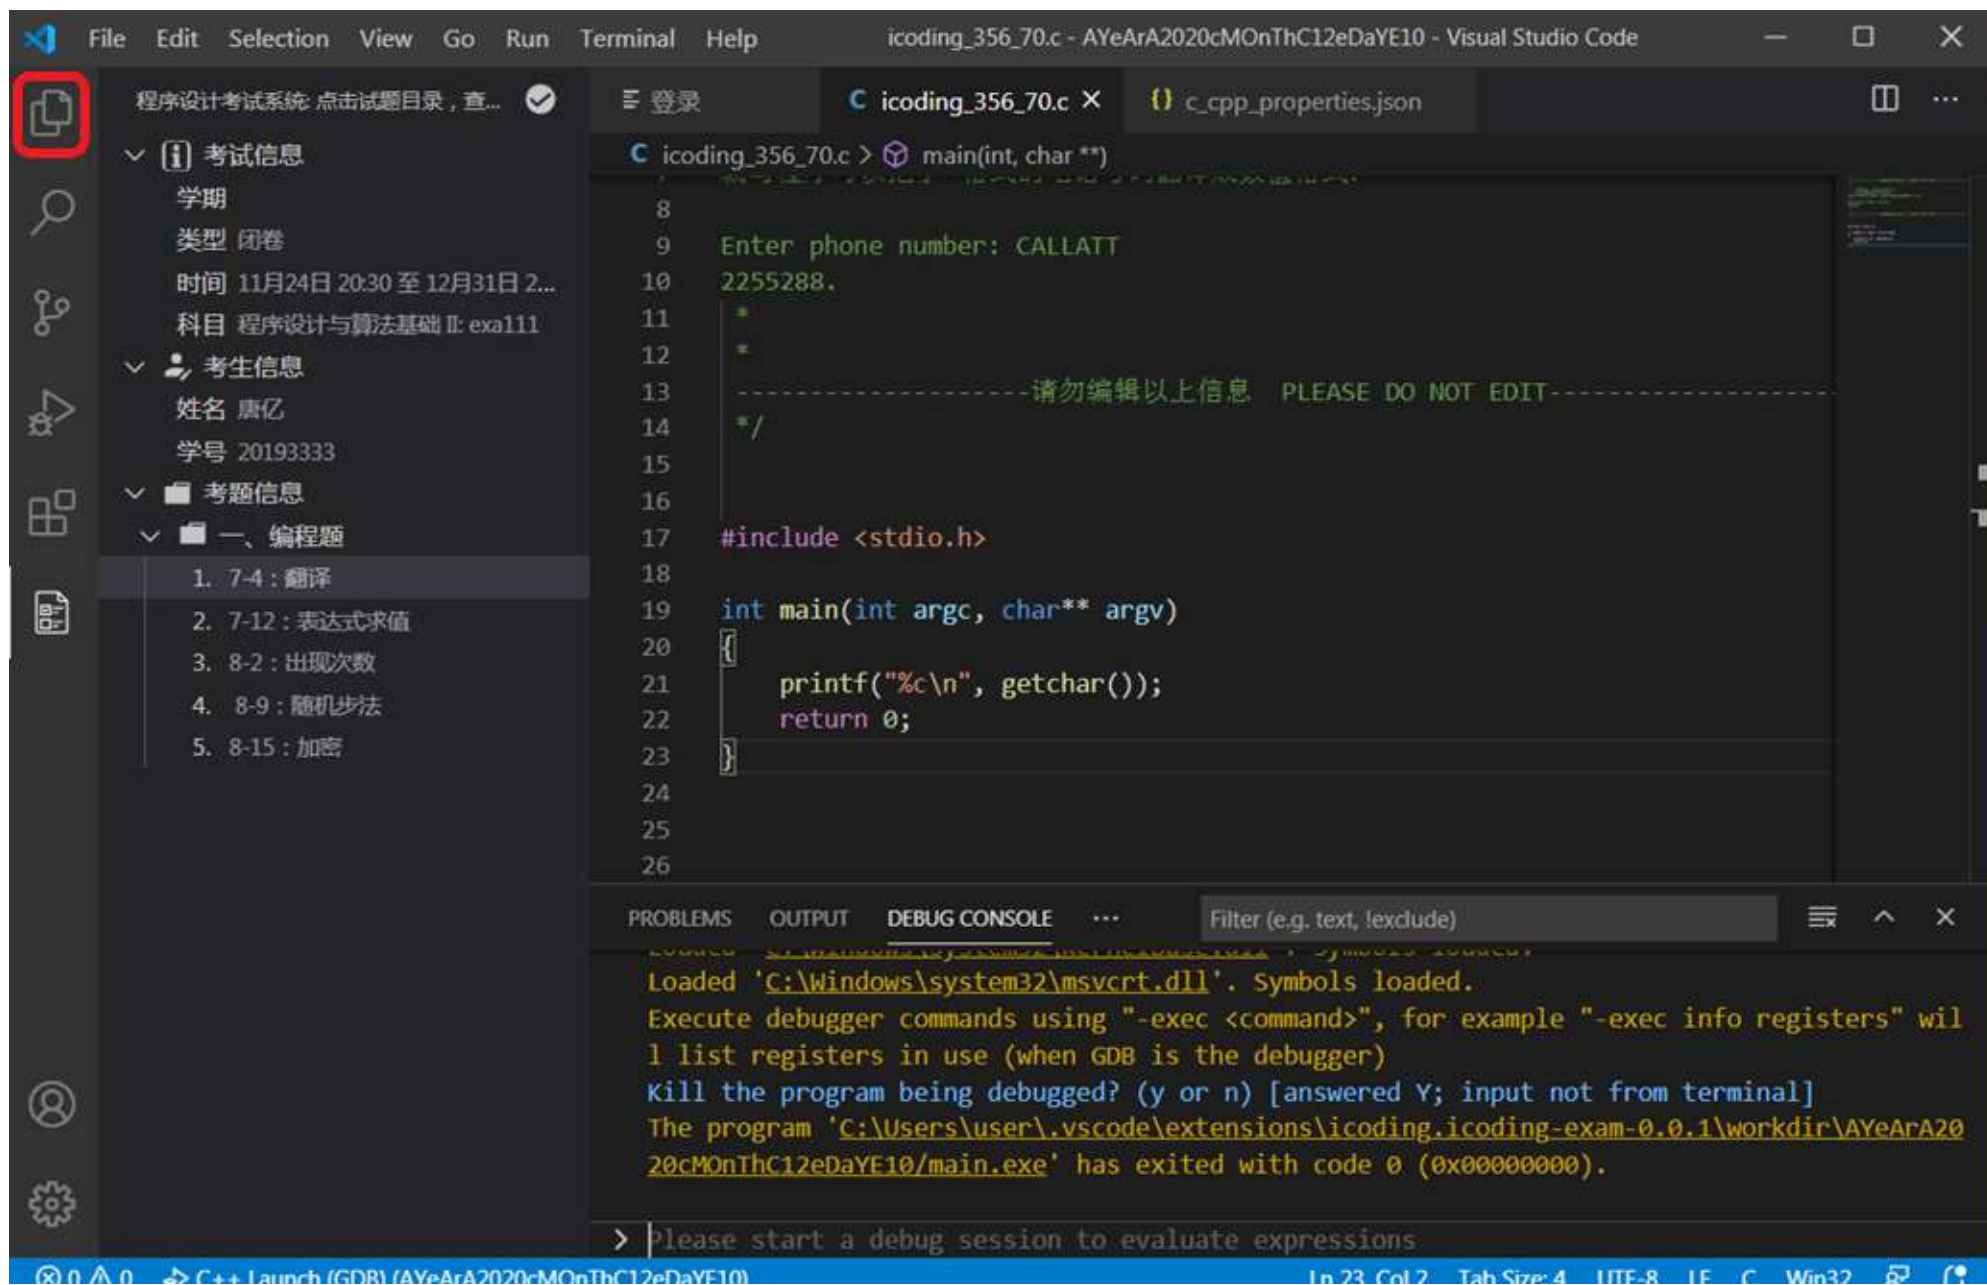 File Edit Selection View Go Run Terminal Help icoding_356_70.c - AYeArA2020cMOnThC12eDaYE10 - Visual Studio Code
程序设计考试系统: 点击试题目录，查...
考试信息
学期
类型 闭卷
时间 11月24日 20:30 至 12月31日 2...
科目 程序设计与算法基础 II: exa111
考生信息
姓名 唐亿
学号 20193333
考题信息
一、编程题
1. 7-4：翻译
2. 7-12：表达式求值
3. 8-2：出现次数
4. 8-9：随机步法
5. 8-15：加密
登录 C icoding_356_70.c × {} c_cpp_properties.json ...
C icoding_356_70.c > main(int, char **)
8
9 Enter phone number: CALLATT
10 2255288.
11 *
12 *
13 --------------------请勿编辑以上信息 PLEASE DO NOT EDIT--------------------
14 */
15
16
17 #include <stdio.h>
18
19 int main(int argc, char** argv)
20 {
21 printf("%c\n", getchar());
22 return 0;
23 }
24
25
26
PROBLEMS OUTPUT DEBUG CONSOLE ... Filter (e.g. text, !exclude)
Loaded 'C:\Windows\system32\msvcrt.dll'. Symbols loaded.
Execute debugger commands using "-exec <command>", for example "-exec info registers" wil
l list registers in use (when GDB is the debugger)
Kill the program being debugged? (y or n) [answered Y; input not from terminal]
The program 'C:\Users\user\.vscode\extensions\icoding.icoding-exam-0.0.1\workdir\AYeArA20
20cMOnThC12eDaYE10/main.exe' has exited with code 0 (0x00000000).
> Please start a debug session to evaluate expressions
0 0 C++ Launch (GDB) (AYeArA2020cMOnThC12eDaYE10) Ln 23, Col 2 Tab Size: 4 UTF-8 LF C Win32